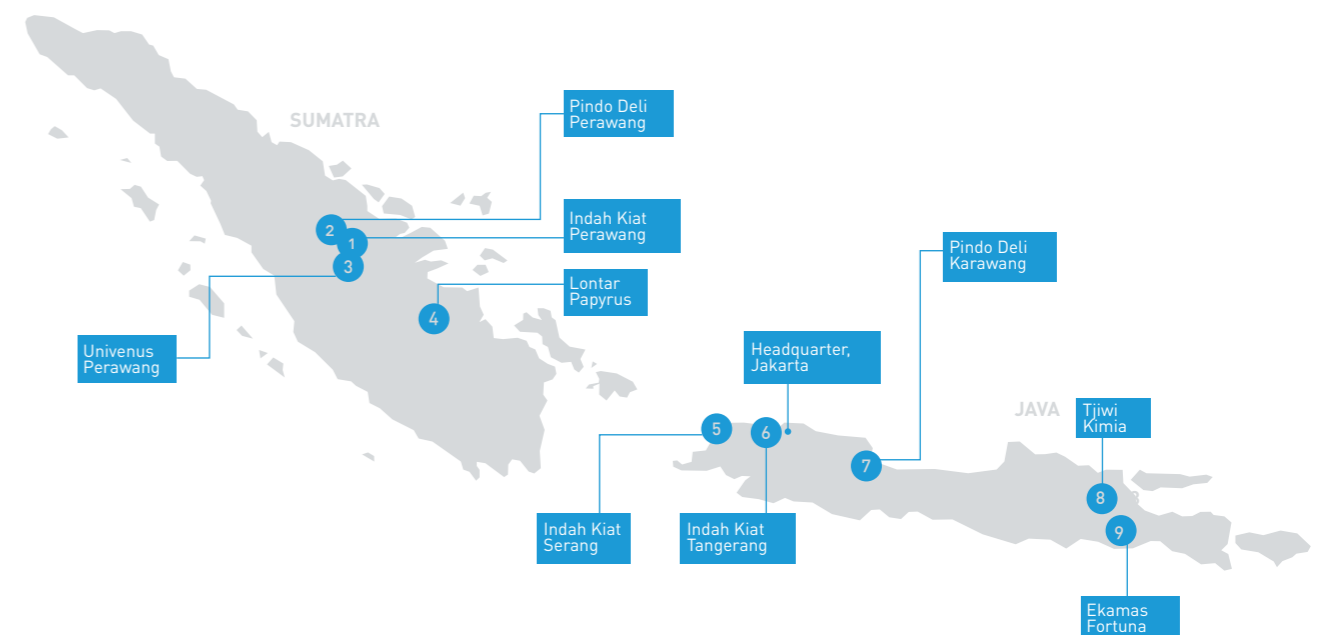 SUMATRA
Pindo Deli
Perawang
Indah Kiat
Perawang
Lontar
Papyrus
Univenus
Perawang
2
1
3
4
Pindo Deli
Karawang
Headquarter,
Jakarta
JAVA
Tjiwi
Kimia
5
6
7
8
8
9
Indah Kiat
Serang
Indah Kiat
Tangerang
Ekamas
Fortuna